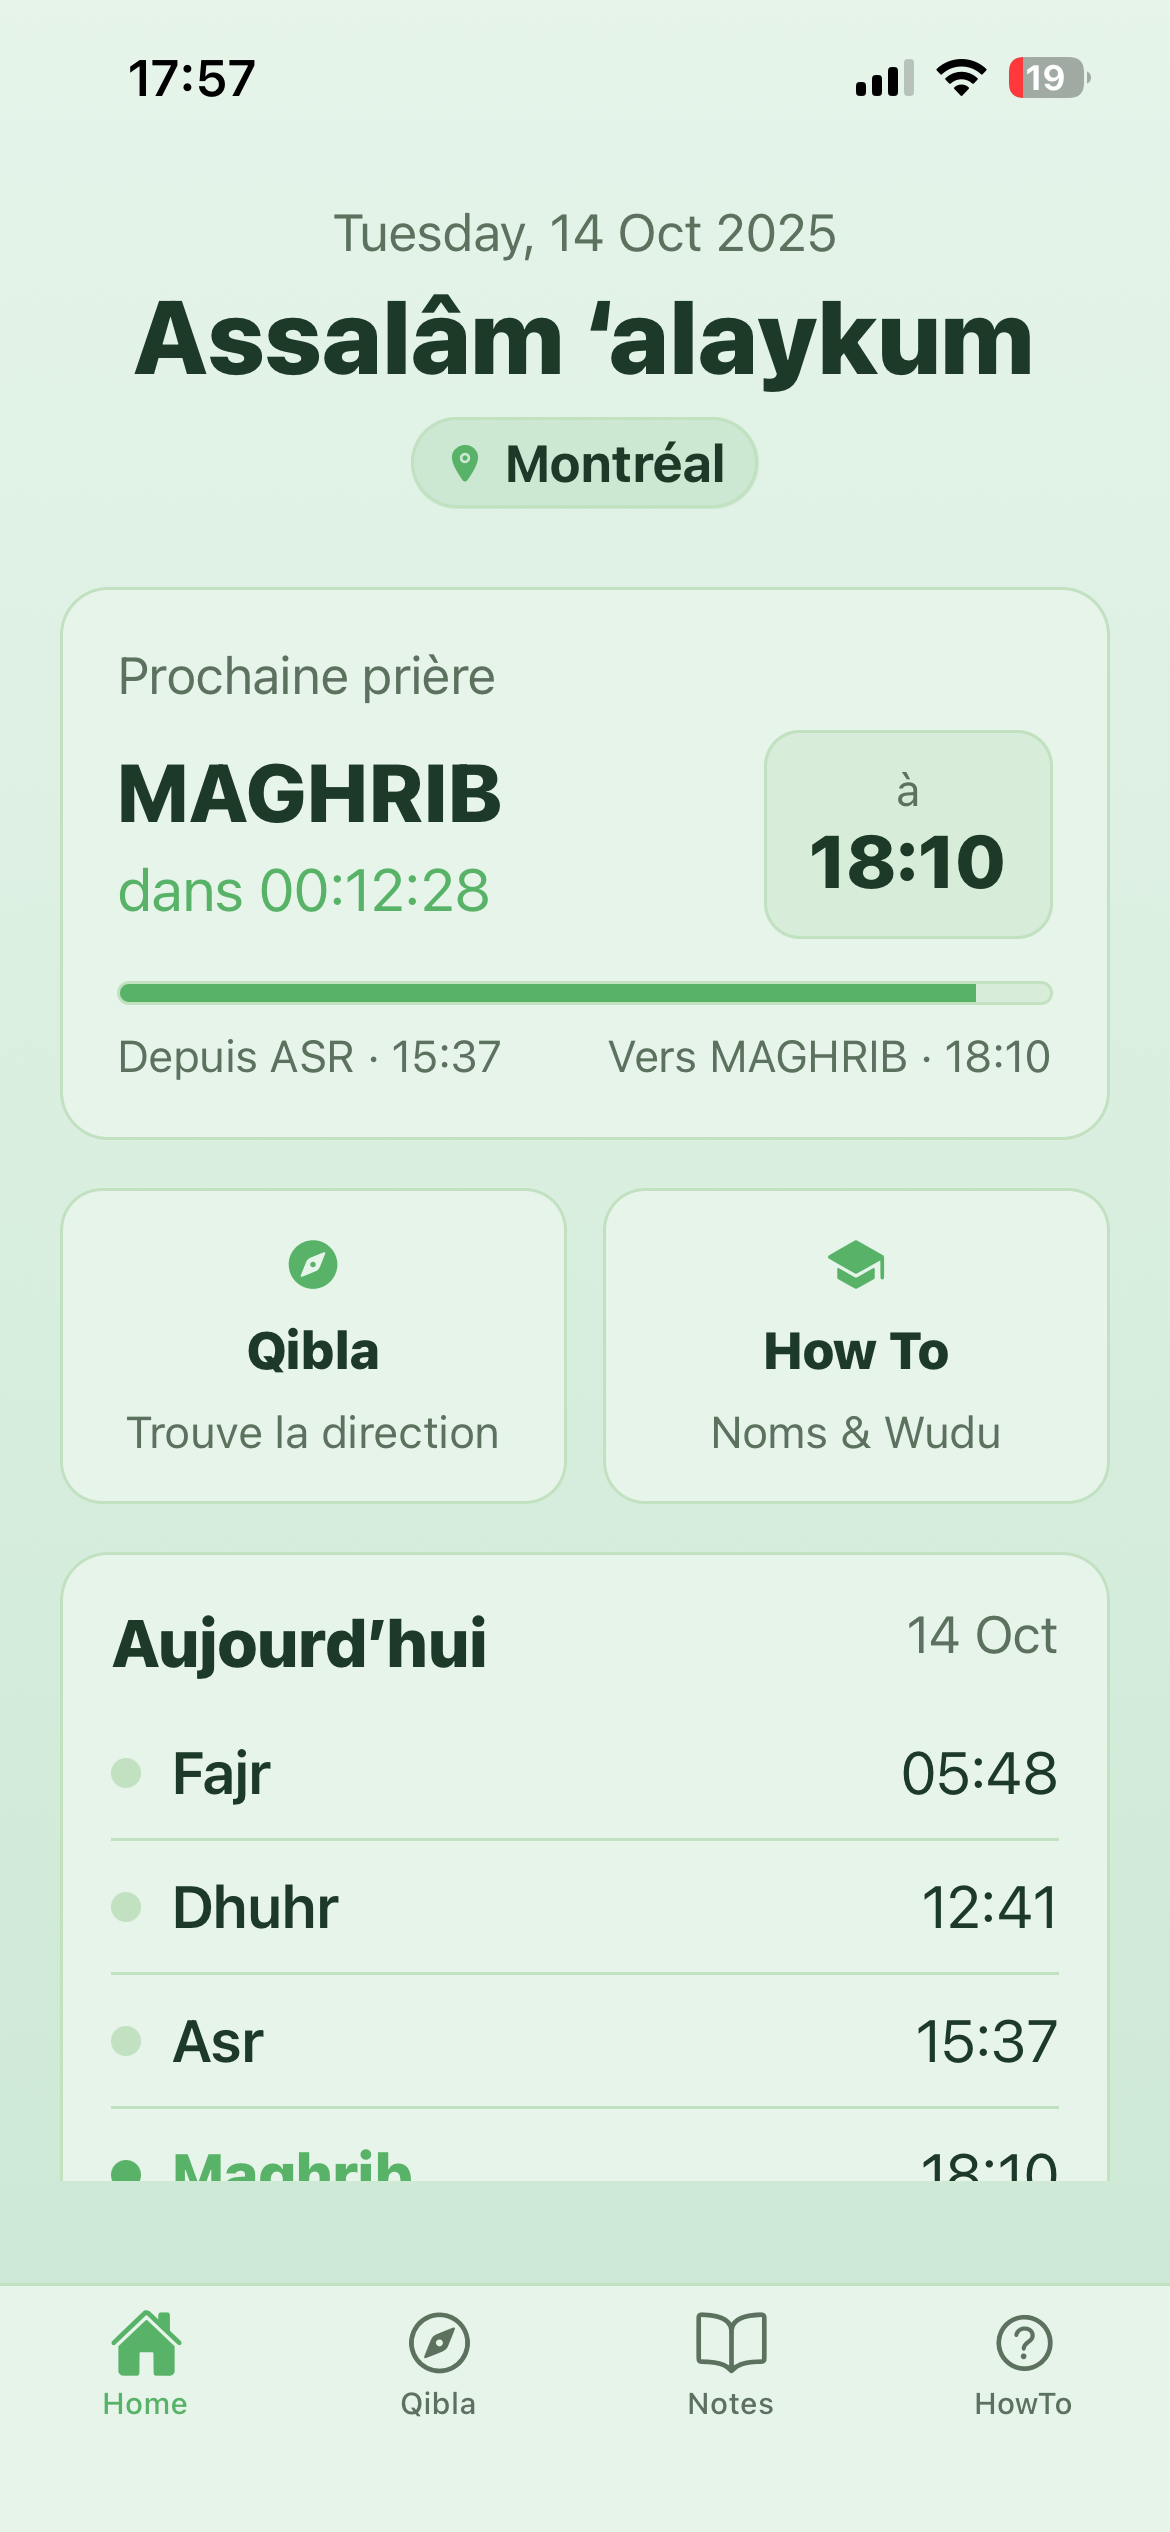 17:57
19
Tuesday, 14 Oct 2025
Assalâm ‘alaykum
Montréal
Prochaine prière
MAGHRIB
dans 00:12:28
à
18:10
Depuis ASR · 15:37
Vers MAGHRIB · 18:10
Qibla
Trouve la direction
How To
Noms & Wudu
Aujourd’hui
14 Oct
Fajr
05:48
Dhuhr
12:41
Asr
15:37
Maghrib
18:10
Home
Qibla
Notes
HowTo